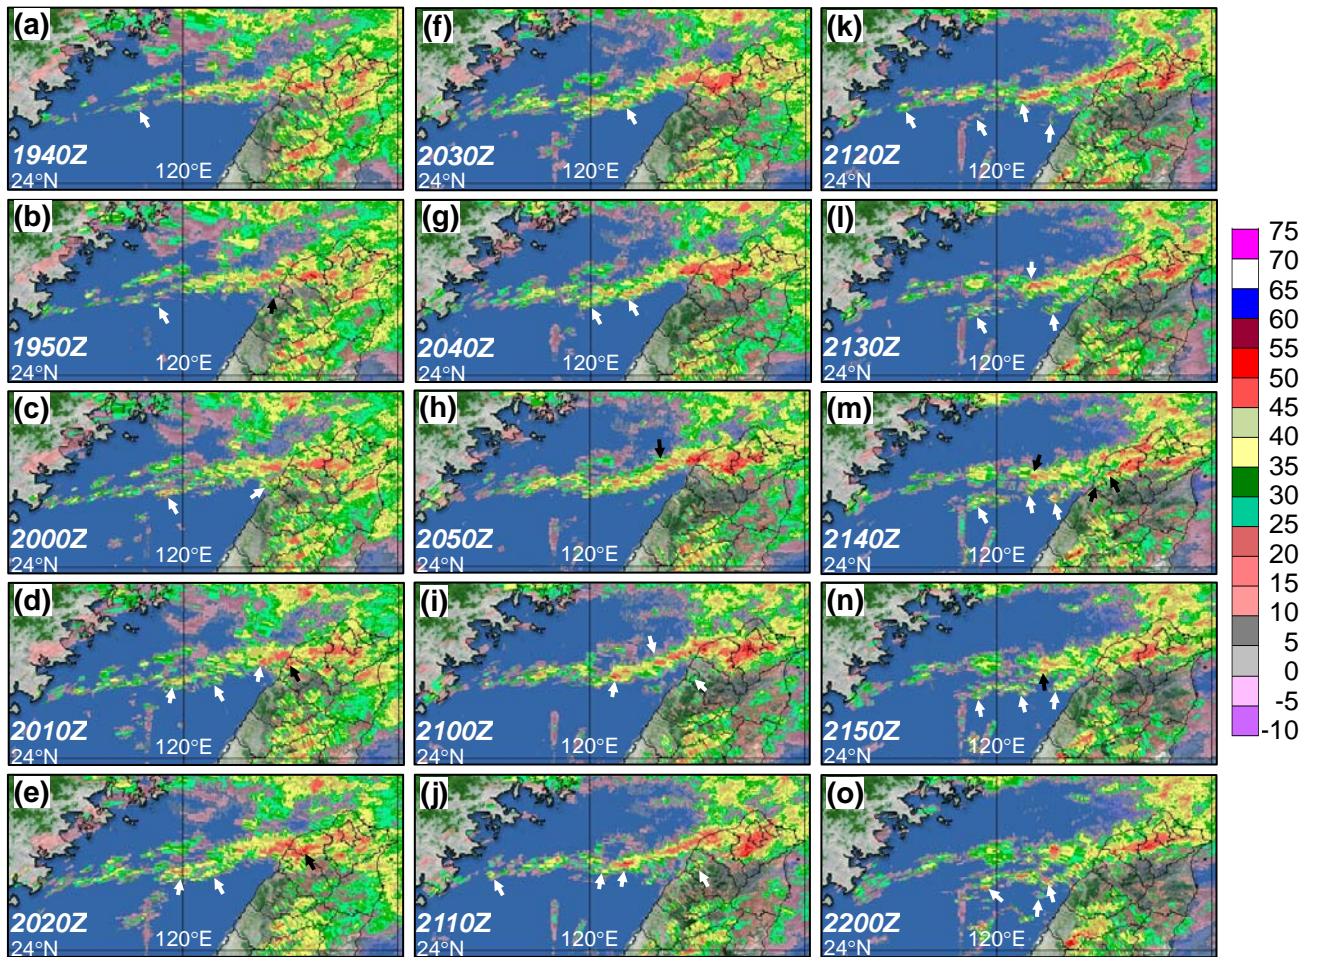 (a)
1940Z
120°E
24°N
(b)
1950Z
120°E
24°N
(c)
2000Z
120°E
24°N
(d)
2010Z
120°E
24°N
(e)
2020Z
120°E
24°N
(f)
2030Z
120°E
24°N
(g)
2040Z
120°E
24°N
(h)
2050Z
120°E
24°N
(i)
2100Z
120°E
24°N
(j)
2110Z
120°E
24°N
(k)
2120Z
120°E
24°N
(l)
2130Z
120°E
24°N
(m)
2140Z
120°E
24°N
(n)
2150Z
120°E
24°N
(o)
2200Z
120°E
24°N
75
70
65
60
55
50
45
40
35
30
25
20
15
10
5
0
-5
-10